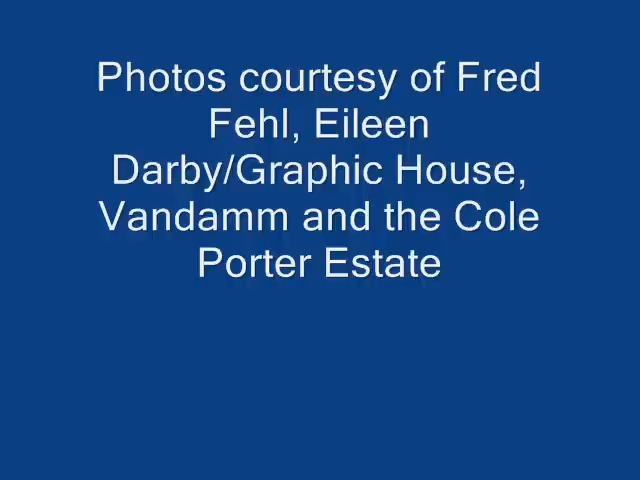 Photos courtesy of Fred
Fehl, Eileen
Darby/Graphic House,
Vandamm and the Cole
Porter Estate